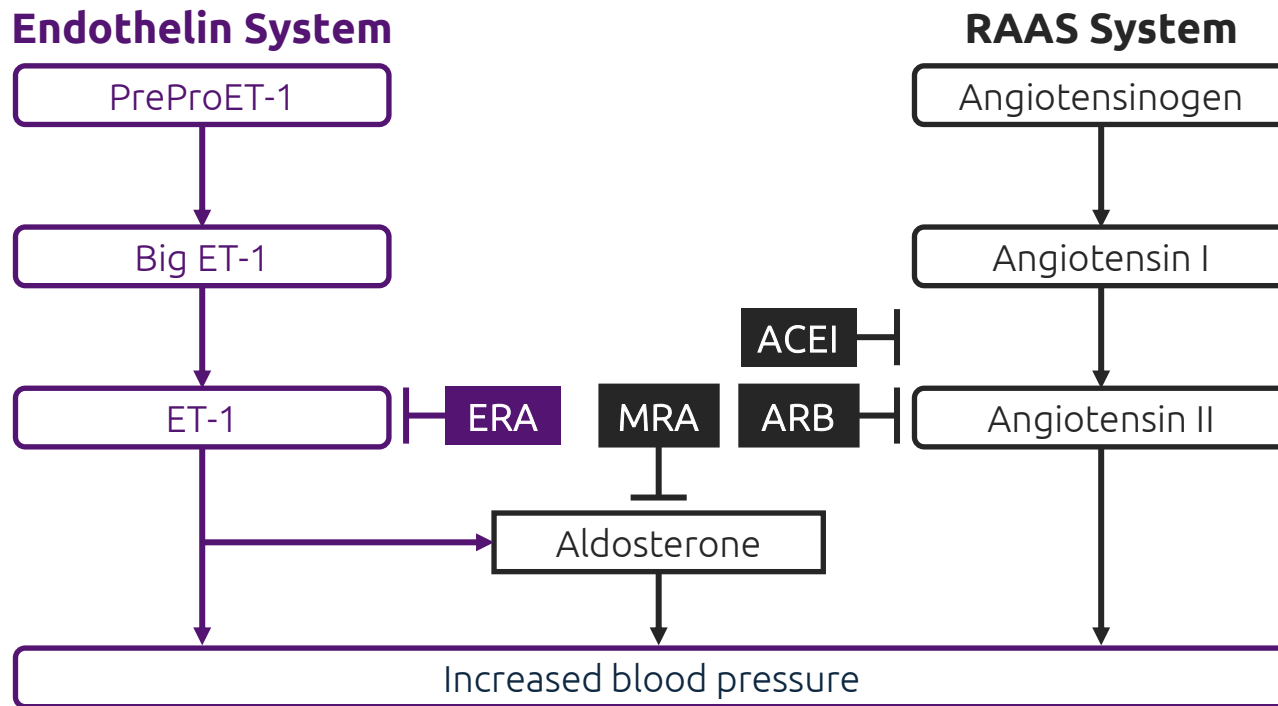 Endothelin System
RAAS System
PreProET-1
Angiotensinogen
Big ET-1
Angiotensin I
ACEI
ET-1
ERA
MRA
ARB
Angiotensin II
Aldosterone
Increased blood pressure